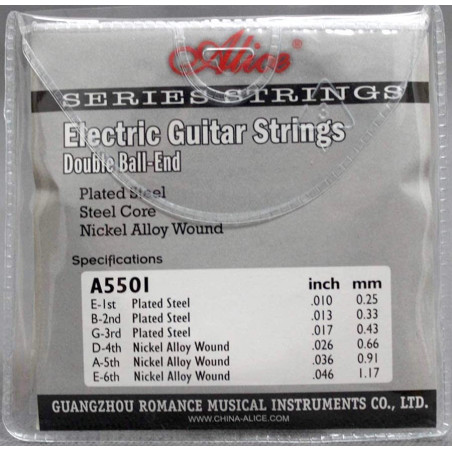 Alice®
SERIES STRINGS
Electric Guitar Strings
Double Ball-End
Plated Steel
Steel Core
Nickel Alloy Wound
Specifications
A5501 inch mm
E-1st Plated Steel .010 0.25
B-2nd Plated Steel .013 0.33
G-3rd Plated Steel .017 0.43
D-4th Nickel Alloy Wound .026 0.66
A-5th Nickel Alloy Wound .036 0.91
E-6th Nickel Alloy Wound .046 1.17
GUANGZHOU ROMANCE MUSICAL INSTRUMENTS CO., LTD.
WWW.CHINA-ALICE.COM